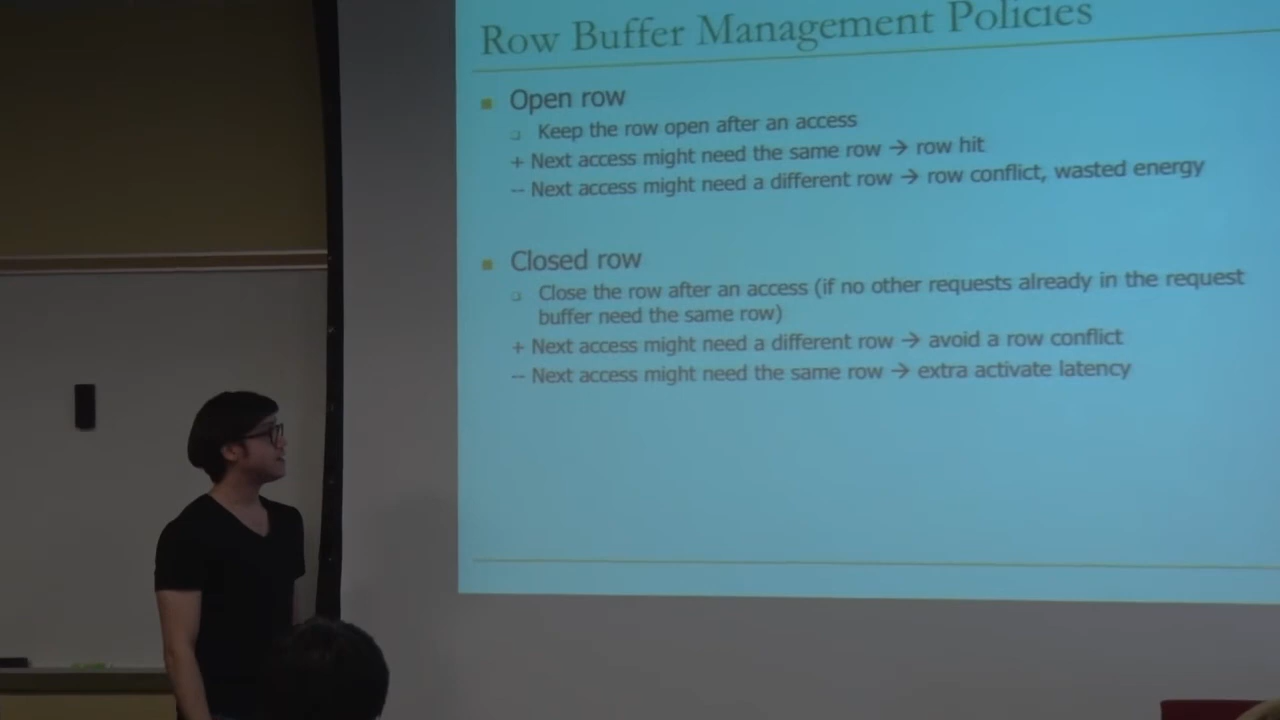 Row Buffer Management Policies
Open row
Keep the row open after an access
+ Next access might need the same row → row hit
-- Next access might need a different row → row conflict, wasted energy
Closed row
Close the row after an access (if no other requests already in the request
buffer need the same row)
+ Next access might need a different row → avoid a row conflict
-- Next access might need the same row → extra activate latency